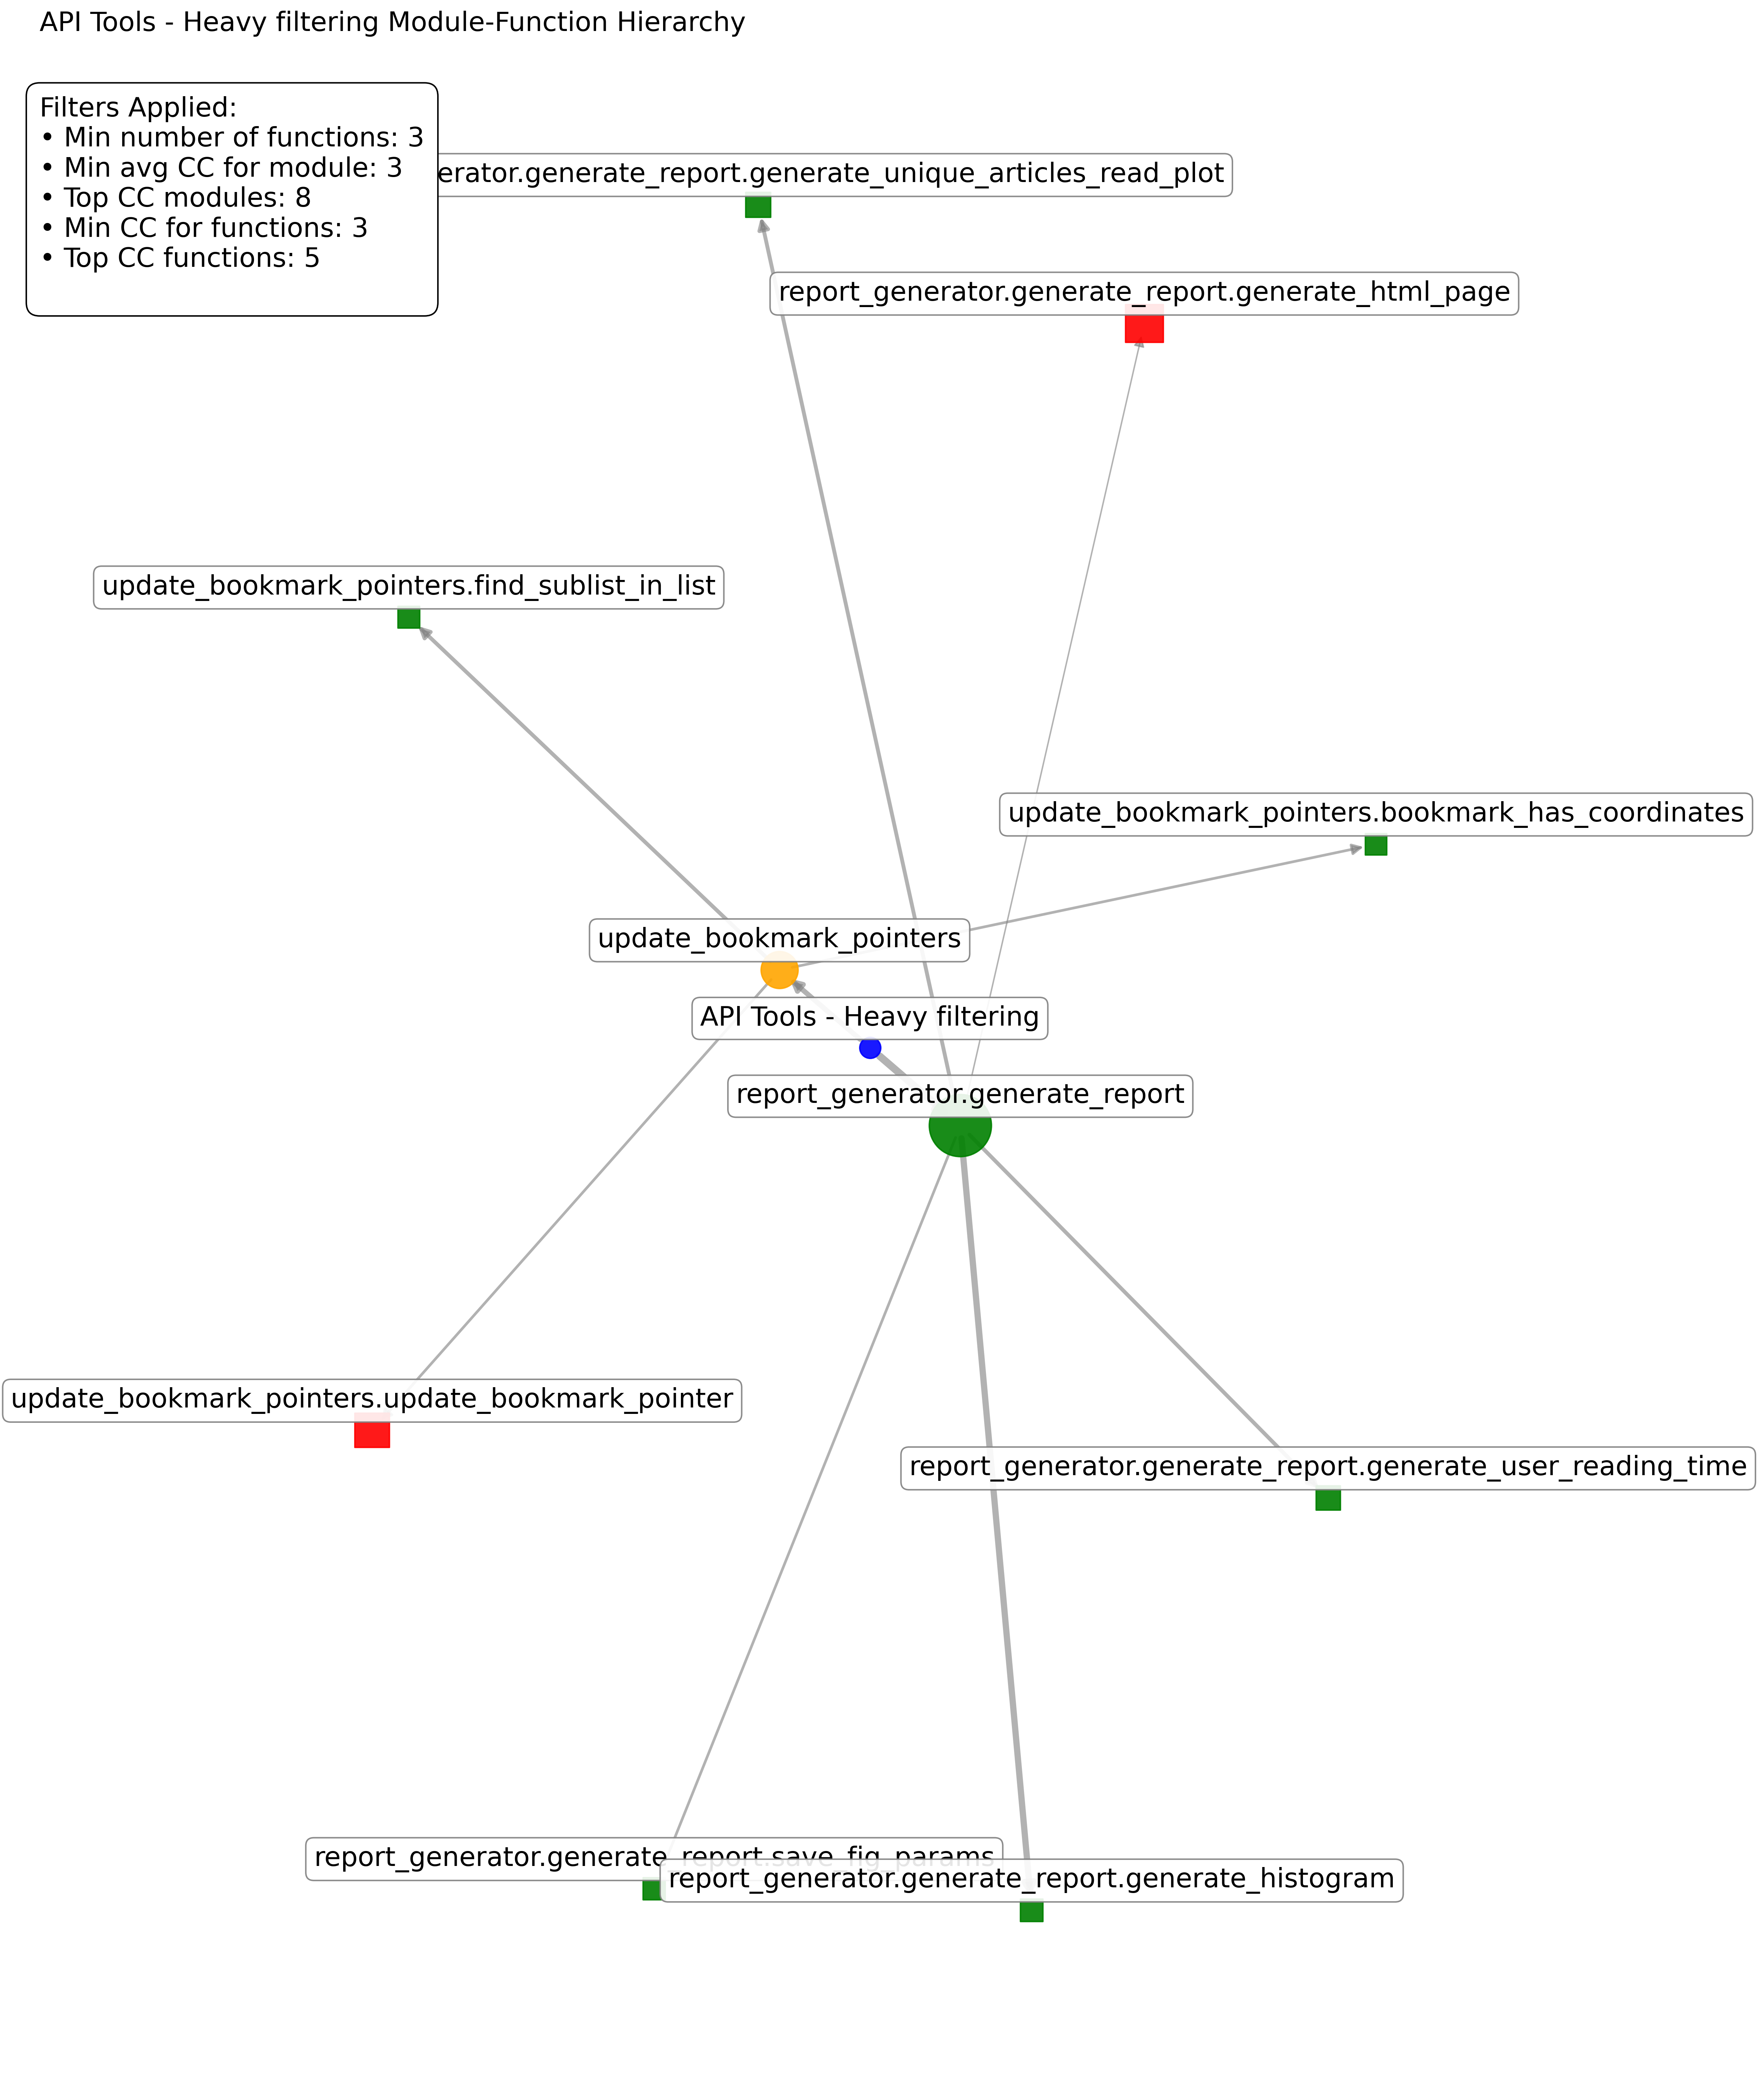 API Tools - Heavy filtering Module-Function Hierarchy
Filters Applied:
• Min number of functions: 3
• Min avg CC for module: 3
• Top CC modules: 8
• Min CC for functions: 3
• Top CC functions: 5
erator.generate_report.generate_unique_articles_read_plot
report_generator.generate_report.generate_html_page
update_bookmark_pointers.find_sublist_in_list
update_bookmark_pointers.bookmark_has_coordinates
update_bookmark_pointers
API Tools - Heavy filtering
report_generator.generate_report
update_bookmark_pointers.update_bookmark_pointer
report_generator.generate_report.generate_user_reading_time
report_generator.generate_report.save_fig_params
report_generator.generate_report.generate_histogram